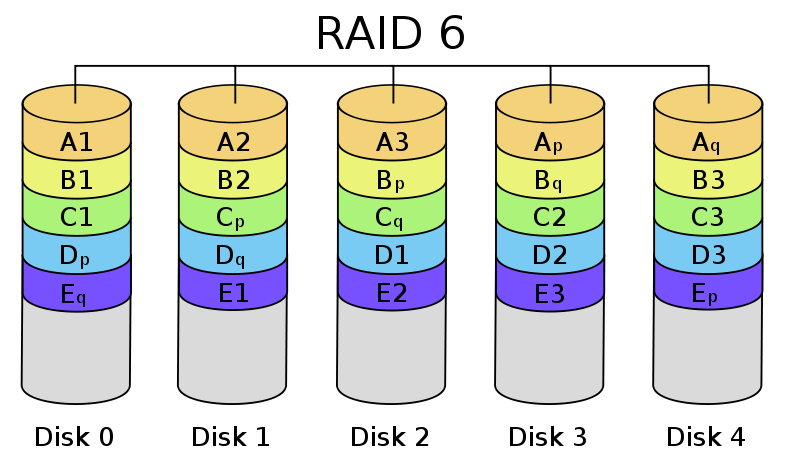 RAID 6
A1 A2 A3 Ap Aq
B1 B2 Bp Bq B3
C1 Cp Cq C2 C3
Dp Dq D1 D2 D3
Eq E1 E2 E3 Ep
Disk 0 Disk 1 Disk 2 Disk 3 Disk 4